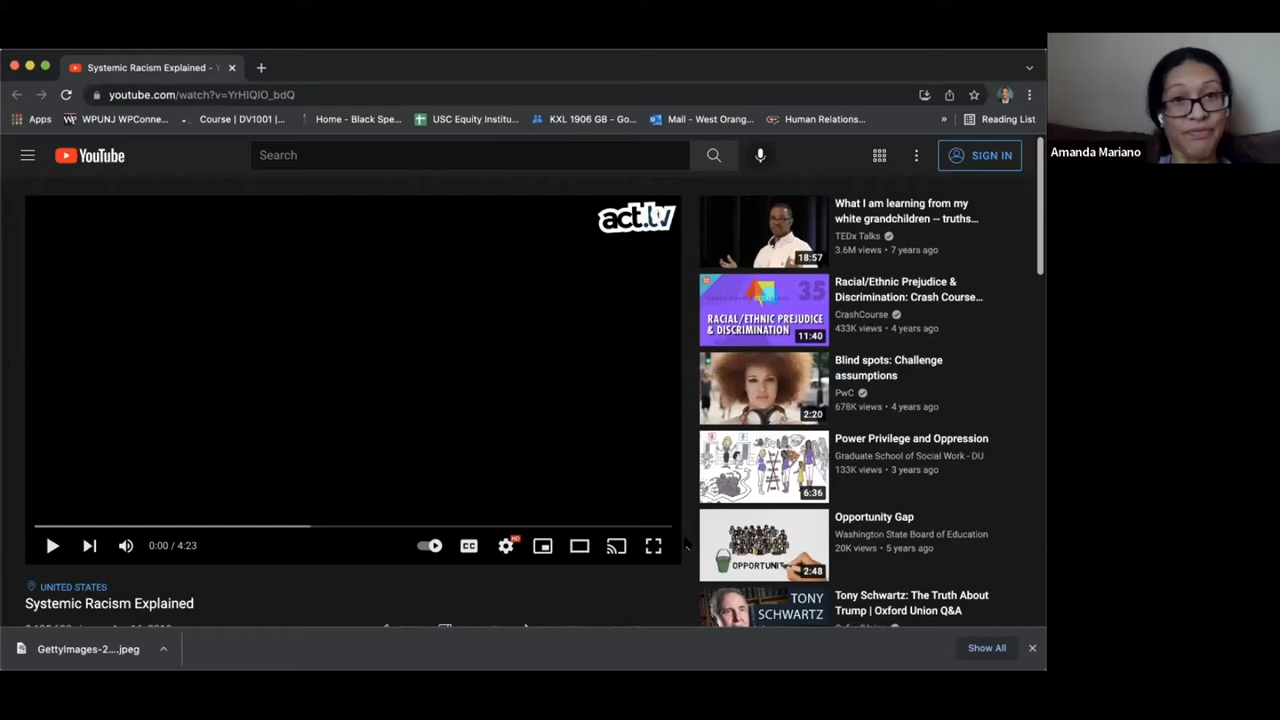 Systemic Racism Explained -
youtube.com/watch?v=YrHIQIO_bdQ
Apps
WPUNJ WPConne...
Course | DV1001 |...
Home - Black Spe...
USC Equity Institu...
KXL 1906 GB - Go...
Mail - West Orang...
Human Relations...
»
Reading List
YouTube
Search
SIGN IN
Amanda Mariano
act.tv
What I am learning from my
white grandchildren -- truths...
TEDx Talks
3.6M views • 7 years ago
18:57
Racial/Ethnic Prejudice &
Discrimination: Crash Course...
CrashCourse
433K views • 4 years ago
35
RACIAL/ETHNIC PREJUDICE
& DISCRIMINATION
11:40
Blind spots: Challenge
assumptions
PwC
678K views • 4 years ago
2:20
Power Privilege and Oppression
Graduate School of Social Work - DU
133K views • 3 years ago
6:36
Opportunity Gap
Washington State Board of Education
20K views • 5 years ago
OPPORTUNI
2:48
Tony Schwartz: The Truth About
Trump | Oxford Union Q&A
TONY
SCHWARTZ
0:00 / 4:23
CC
HD
UNITED STATES
Systemic Racism Explained
GettyImages-2....jpeg
Show All